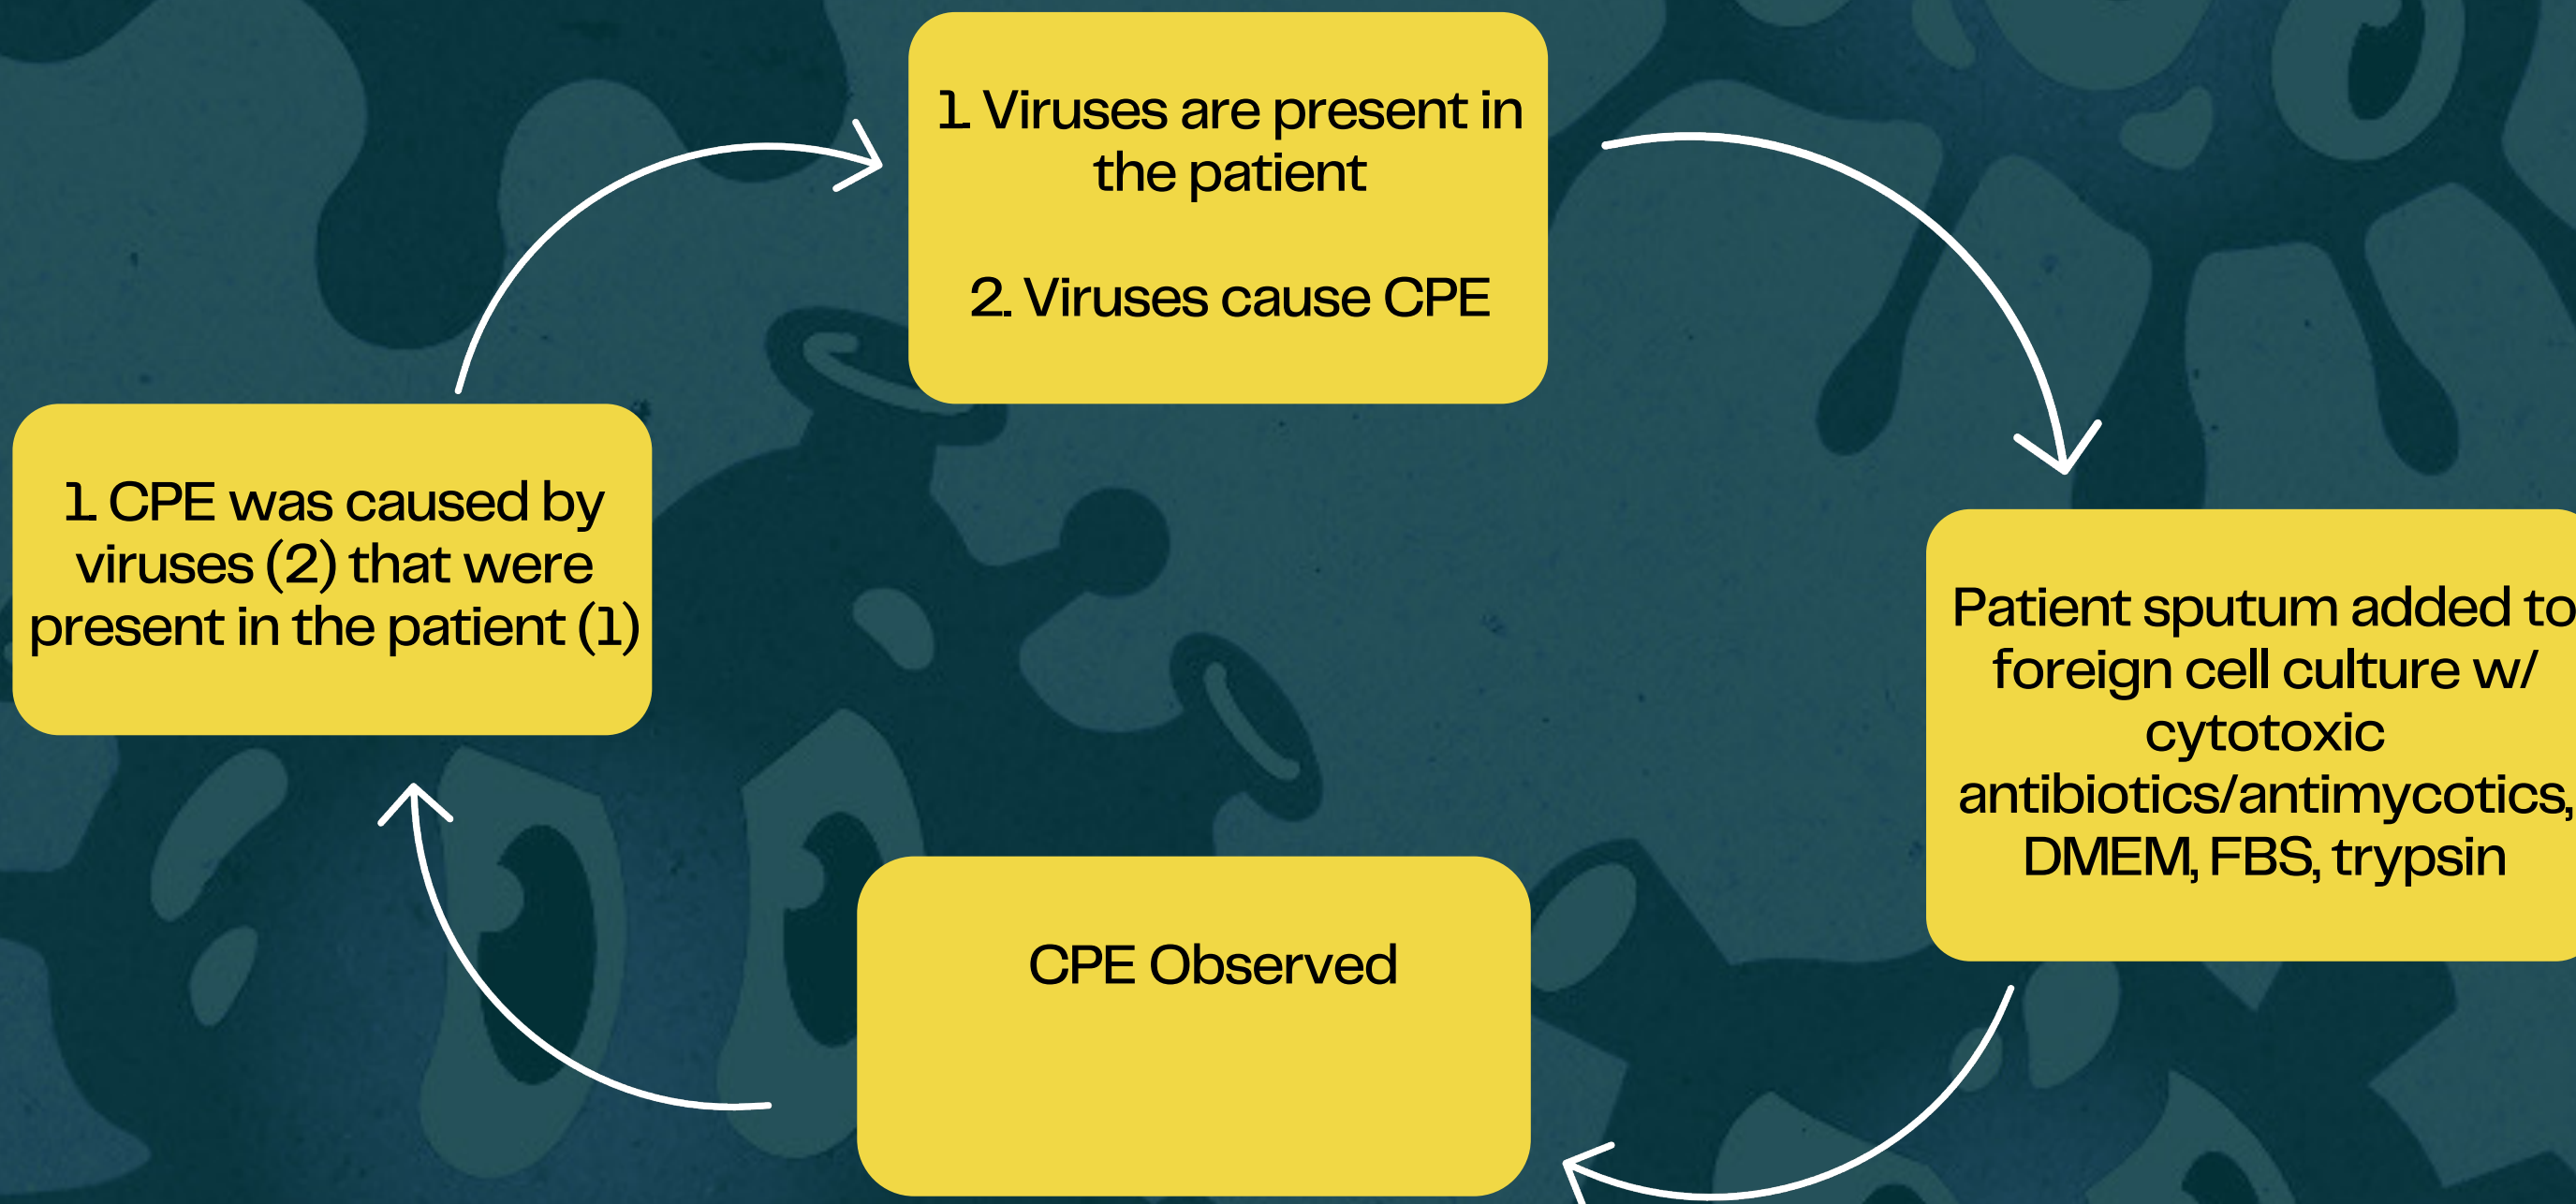 1. Viruses are present in
the patient
2. Viruses cause CPE
1. CPE was caused by
viruses (2) that were
present in the patient (1)
Patient sputum added to
foreign cell culture w/
cytotoxic
antibiotics/antimycotics,
DMEM, FBS, trypsin
CPE Observed